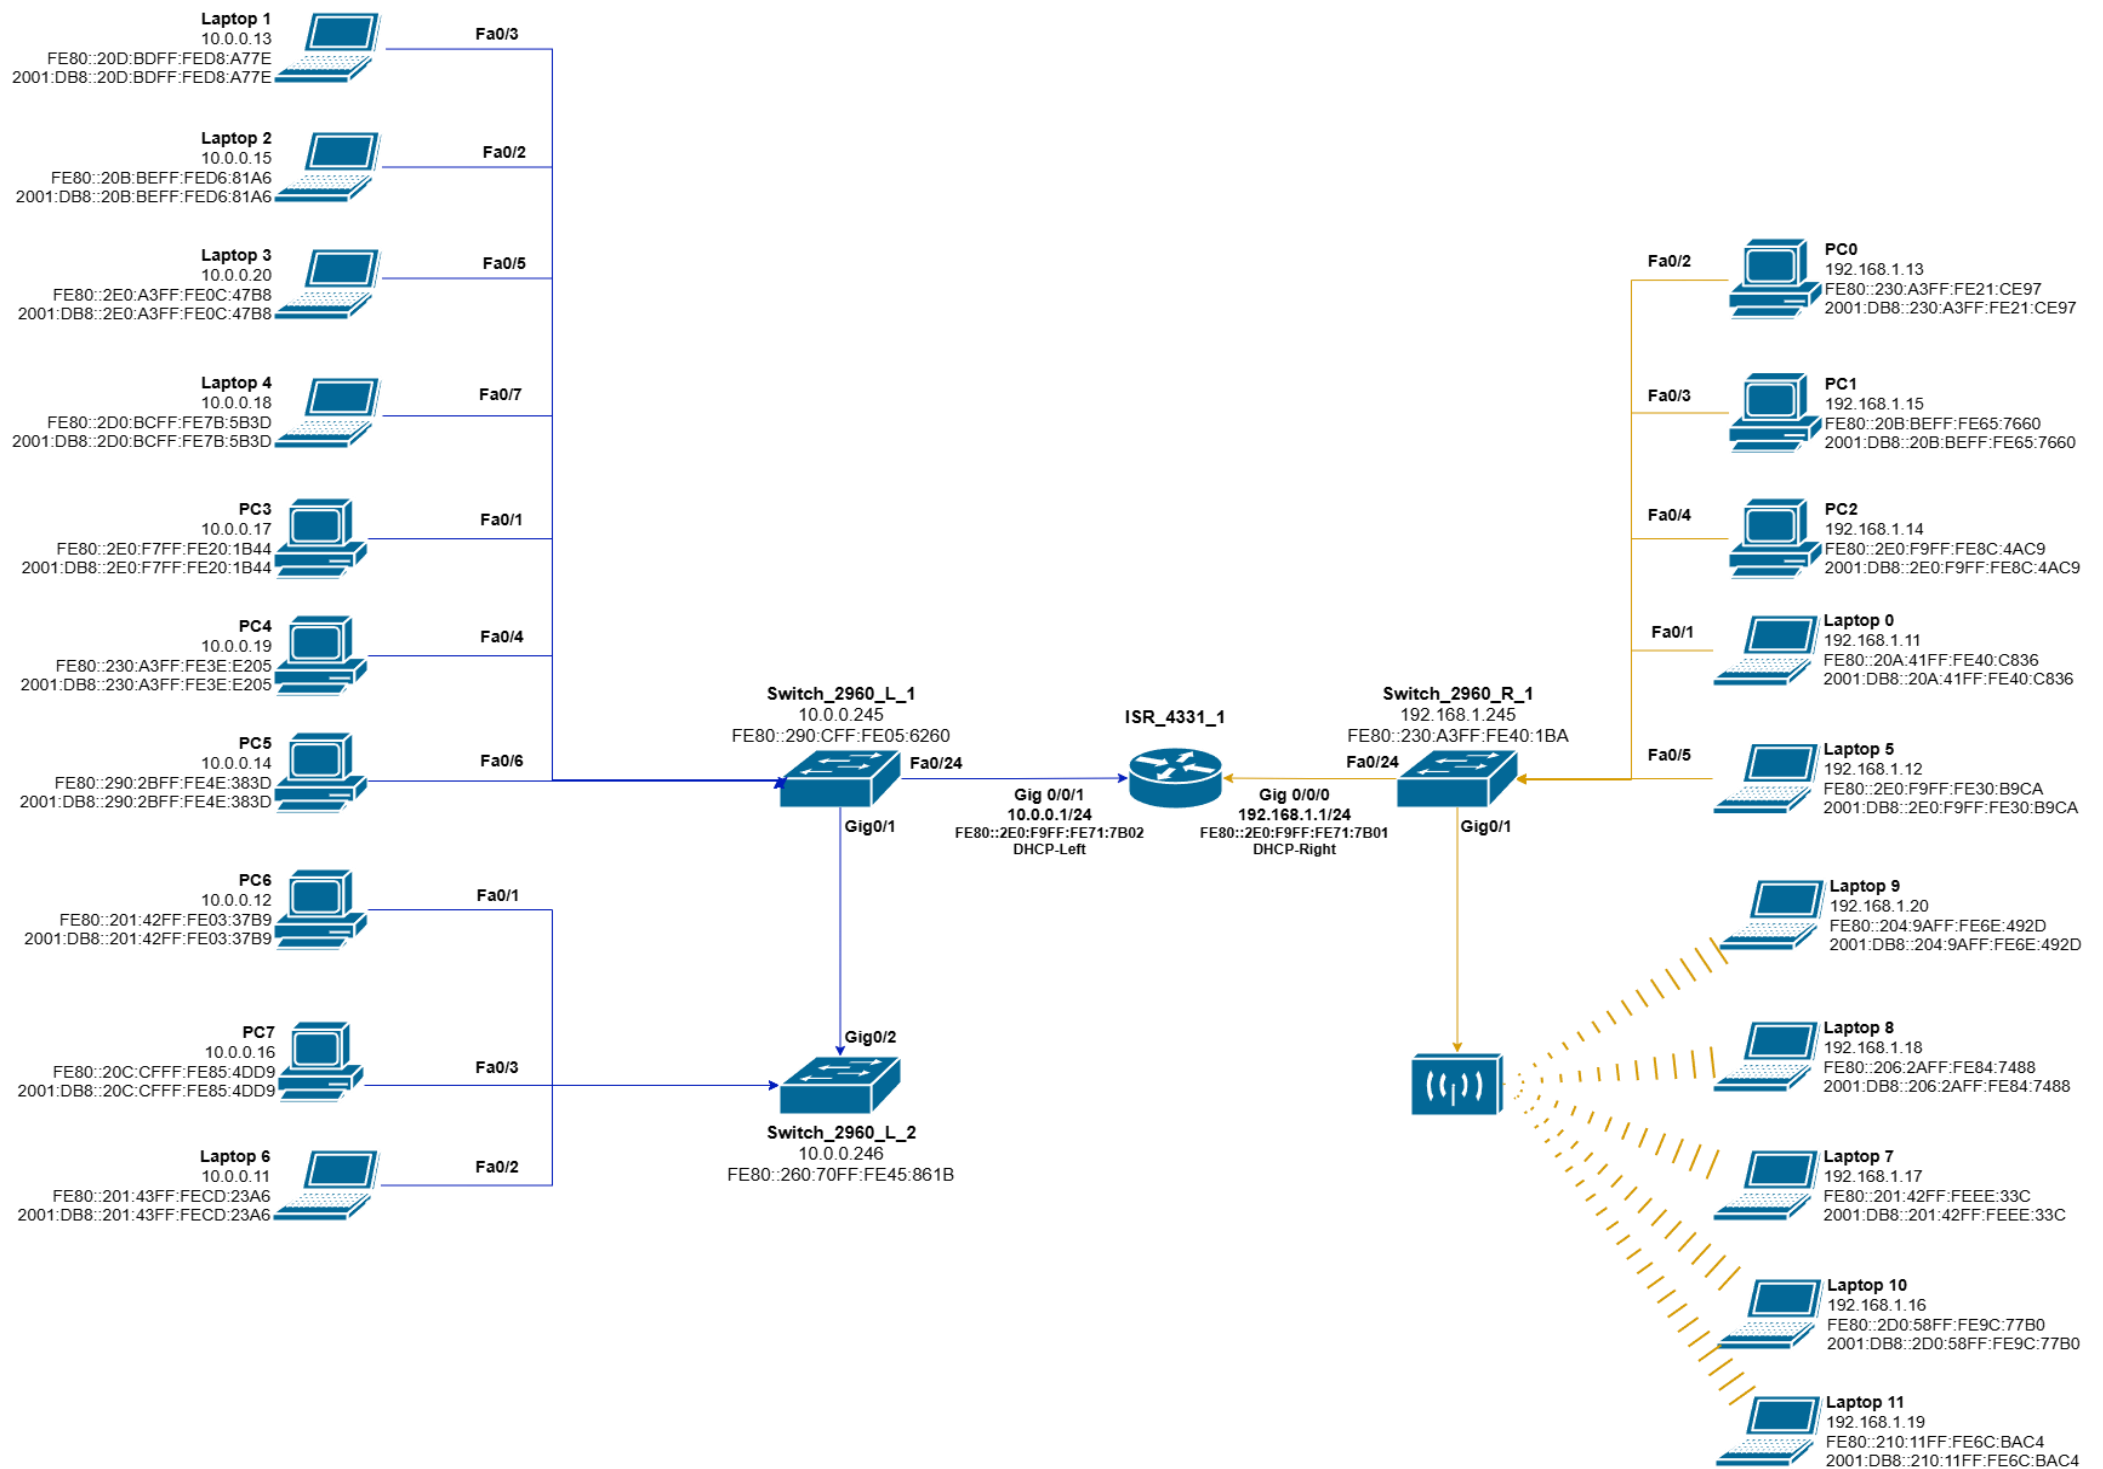 Laptop 1
10.0.0.13
FE80::20D:BDFF:FED8:A77E
2001:DB8::20D:BDFF:FED8:A77E
Fa0/3
Laptop 2
10.0.0.15
FE80::20B:BEFF:FED6:81A6
2001:DB8::20B:BEFF:FED6:81A6
Fa0/2
Laptop 3
10.0.0.20
FE80::2E0:A3FF:FE0C:47B8
2001:DB8::2E0:A3FF:FE0C:47B8
Fa0/5
Laptop 4
10.0.0.18
FE80::2D0:BCFF:FE7B:5B3D
2001:DB8::2D0:BCFF:FE7B:5B3D
Fa0/7
PC3
10.0.0.17
FE80::2E0:F7FF:FE20:1B44
2001:DB8::2E0:F7FF:FE20:1B44
Fa0/1
PC4
10.0.0.19
FE80::230:A3FF:FE3E:E205
2001:DB8::230:A3FF:FE3E:E205
Fa0/4
PC5
10.0.0.14
FE80::290:2BFF:FE4E:383D
2001:DB8::290:2BFF:FE4E:383D
Fa0/6
PC6
10.0.0.12
FE80::201:42FF:FE03:37B9
2001:DB8::201:42FF:FE03:37B9
Fa0/1
PC7
10.0.0.16
FE80::20C:CFFF:FE85:4DD9
2001:DB8::20C:CFFF:FE85:4DD9
Fa0/3
Laptop 6
10.0.0.11
FE80::201:43FF:FECD:23A6
2001:DB8::201:43FF:FECD:23A6
Fa0/2
Switch_2960_L_1
10.0.0.245
FE80::290:CFF:FE05:6260
Fa0/24
Gig0/1
Gig0/2
Switch_2960_L_2
10.0.0.246
FE80::260:70FF:FE45:861B
ISR_4331_1
Gig 0/0/1
10.0.0.1/24
FE80::2E0:F9FF:FE71:7B02
DHCP-Left
Gig 0/0/0
192.168.1.1/24
FE80::2E0:F9FF:FE71:7B01
DHCP-Right
Switch_2960_R_1
192.168.1.245
FE80::230:A3FF:FE40:1BA
Fa0/24
Gig0/1
Fa0/2
PC0
192.168.1.13
FE80::230:A3FF:FE21:CE97
2001:DB8::230:A3FF:FE21:CE97
Fa0/3
PC1
192.168.1.15
FE80::20B:BEFF:FE65:7660
2001:DB8::20B:BEFF:FE65:7660
Fa0/4
PC2
192.168.1.14
FE80::2E0:F9FF:FE8C:4AC9
2001:DB8::2E0:F9FF:FE8C:4AC9
Fa0/1
Laptop 0
192.168.1.11
FE80::20A:41FF:FE40:C836
2001:DB8::20A:41FF:FE40:C836
Fa0/5
Laptop 5
192.168.1.12
FE80::2E0:F9FF:FE30:B9CA
2001:DB8::2E0:F9FF:FE30:B9CA
Laptop 9
192.168.1.20
FE80::204:9AFF:FE6E:492D
2001:DB8::204:9AFF:FE6E:492D
Laptop 8
192.168.1.18
FE80::206:2AFF:FE84:7488
2001:DB8::206:2AFF:FE84:7488
Laptop 7
192.168.1.17
FE80::201:42FF:FEEE:33C
2001:DB8::201:42FF:FEEE:33C
Laptop 10
192.168.1.16
FE80::2D0:58FF:FE9C:77B0
2001:DB8::2D0:58FF:FE9C:77B0
Laptop 11
192.168.1.19
FE80::210:11FF:FE6C:BAC4
2001:DB8::210:11FF:FE6C:BAC4